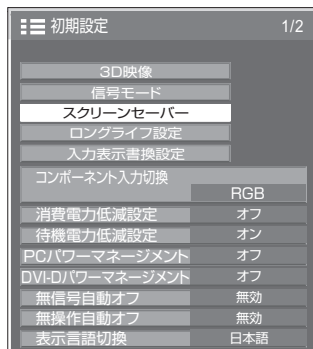 初期設定 1/2
3D映像
信号モード
スクリーンセーバー
ロングライフ設定
入力表示書換設定
コンポーネント入力切換
RGB
消費電力低減設定 オフ
待機電力低減設定 オン
PCパワーマネージメント オフ
DVI-Dパワーマネージメント オフ
無信号自動オフ 無効
無操作自動オフ 無効
表示言語切換 日本語